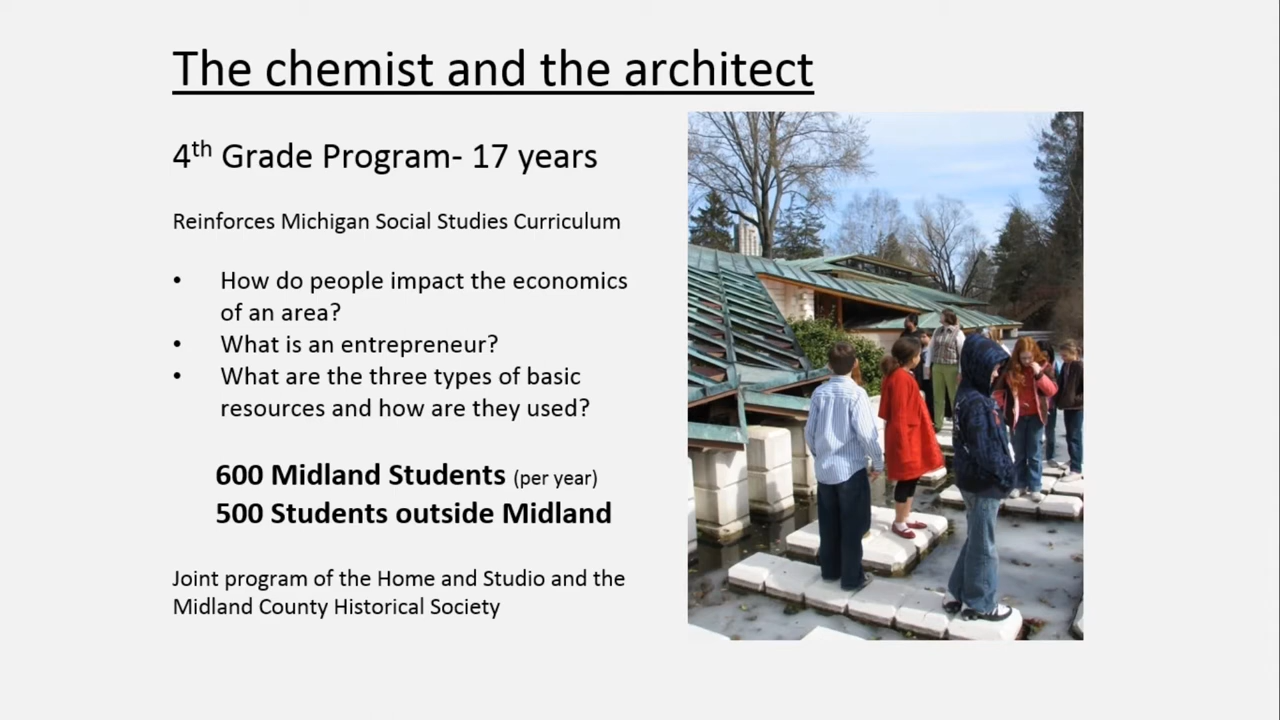 The chemist and the architect
4th Grade Program- 17 years
Reinforces Michigan Social Studies Curriculum
• How do people impact the economics
of an area?
• What is an entrepreneur?
• What are the three types of basic
resources and how are they used?
600 Midland Students (per year)
500 Students outside Midland
Joint program of the Home and Studio and the
Midland County Historical Society